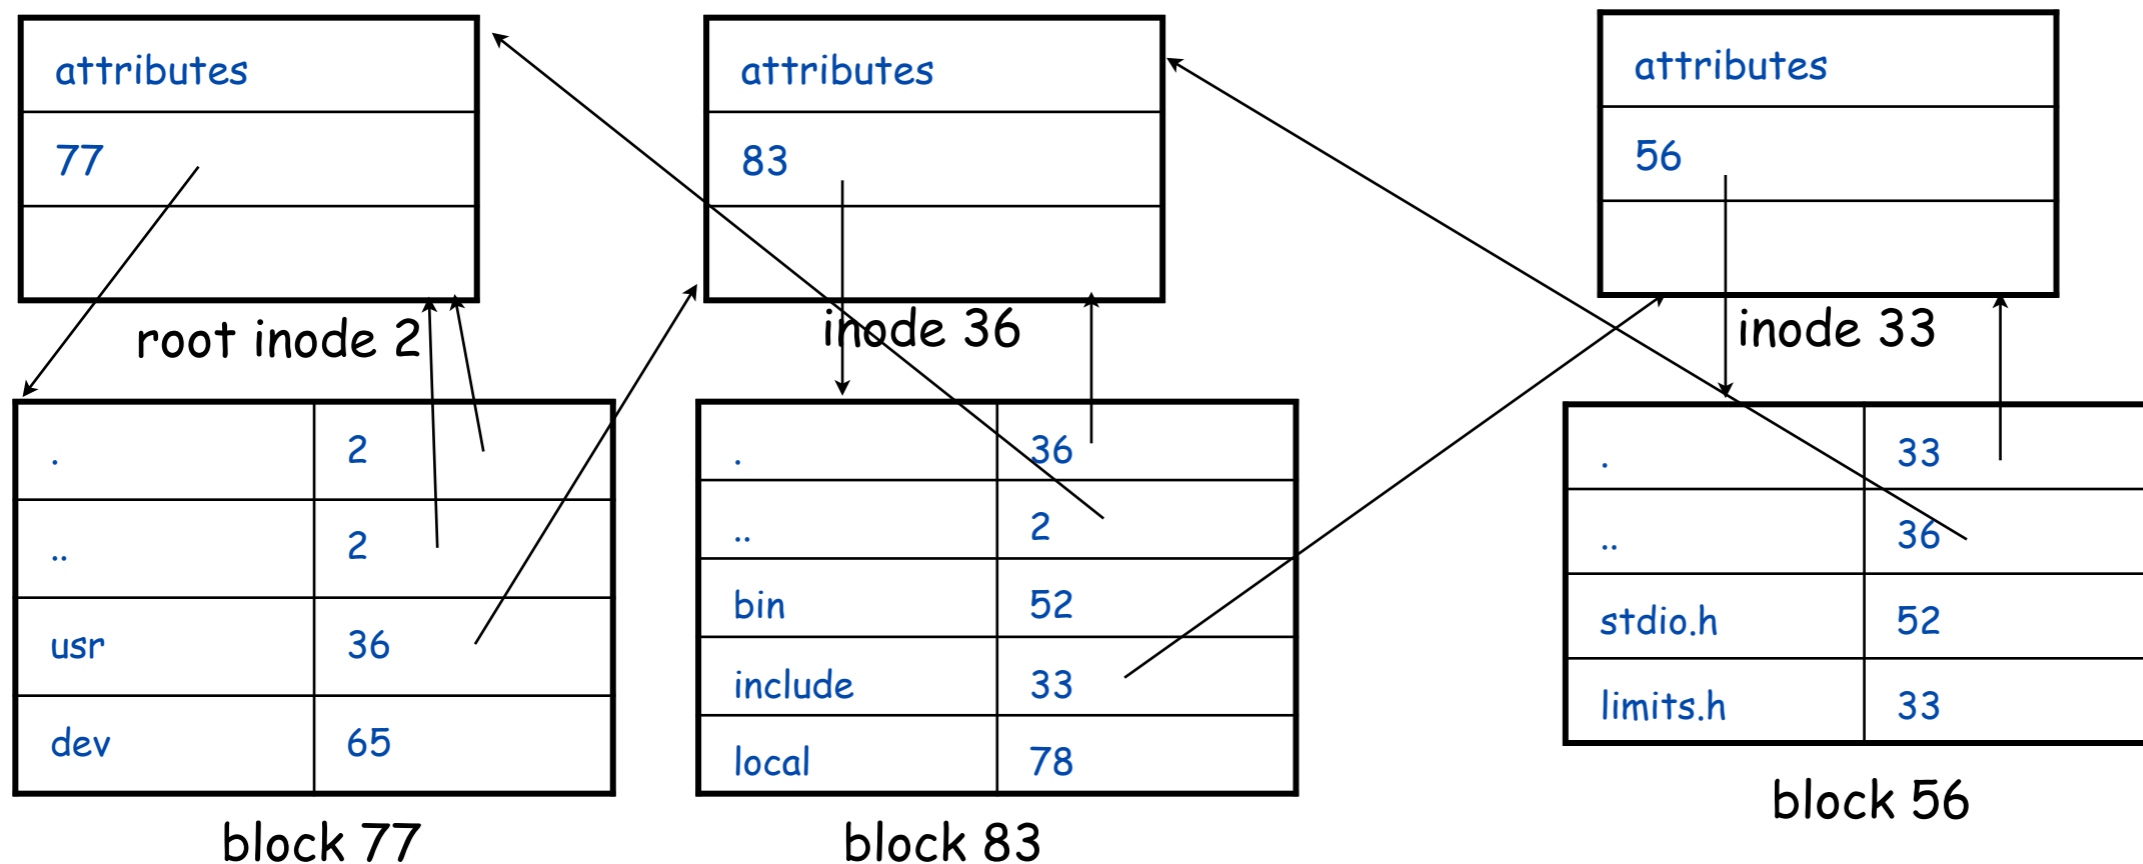 attributes
77
root inode 2
. 2
.. 2
usr 36
dev 65
block 77
attributes
83
inode 36
. 36
.. 2
bin 52
include 33
local 78
block 83
attributes
56
inode 33
. 33
.. 36
stdio.h 52
limits.h 33
block 56